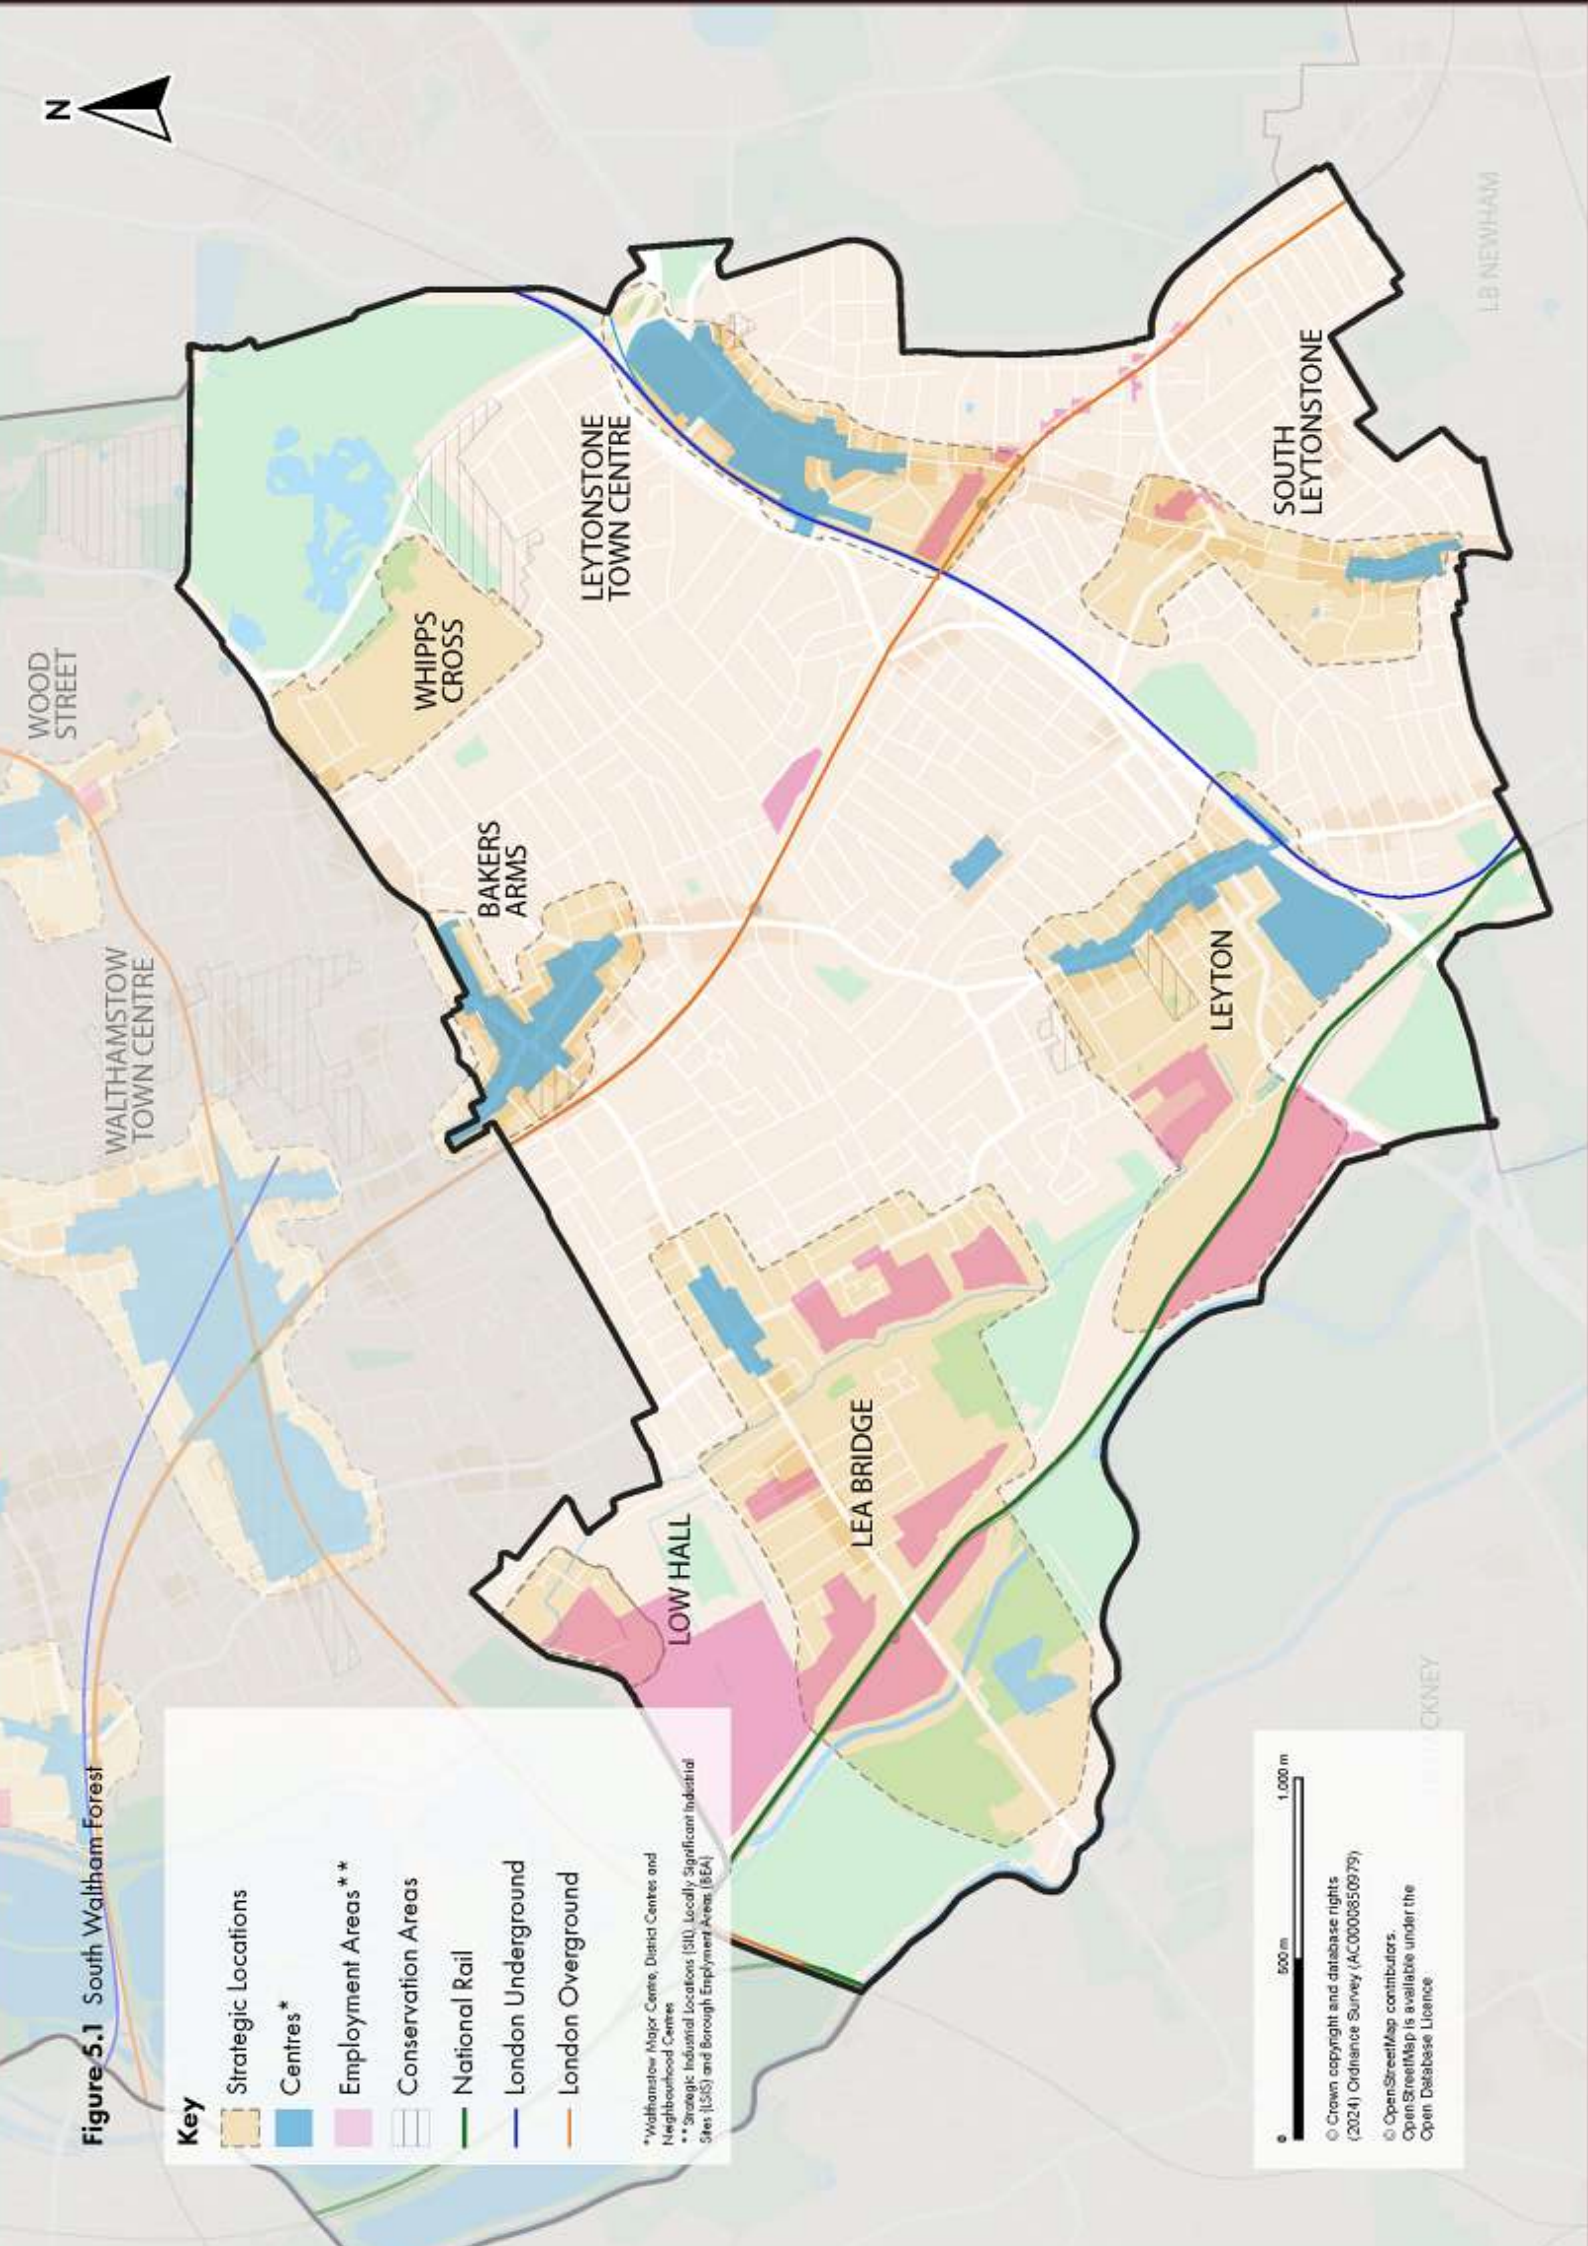 Figure 5.1 South Waltham Forest
N
Key
Strategic Locations
Centres*
Employment Areas**
Conservation Areas
National Rail
London Underground
London Overground
*Walthamstow Major Centre, District Centres and
Neighbourhood Centres
**Strategic Industrial Locations (SIL), Locally Significant Industrial
Sites (LSIS) and Borough Emplyment Areas (BEA)
WOOD
STREET
WALTHAMSTOW
TOWN CENTRE
WHIPPS
CROSS
BAKERS
ARMS
LEYTONSTONE
TOWN CENTRE
LOW HALL
LEA BRIDGE
LEYTON
SOUTH
LEYTONSTONE
LB NEWHAM
CKNEY
0 500 m 1,000 m
© Crown copyright and database rights
(2024) Ordnance Survey (AC0000850979)
© OpenStreetMap contributors.
OpenStreetMap is available under the
Open Database Licence